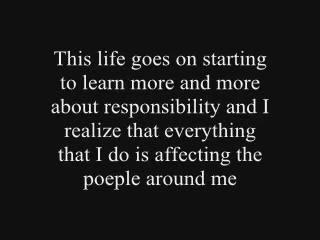 This life goes on starting
to learn more and more
about responsibility and I
realize that everything
that I do is affecting the
poeple around me